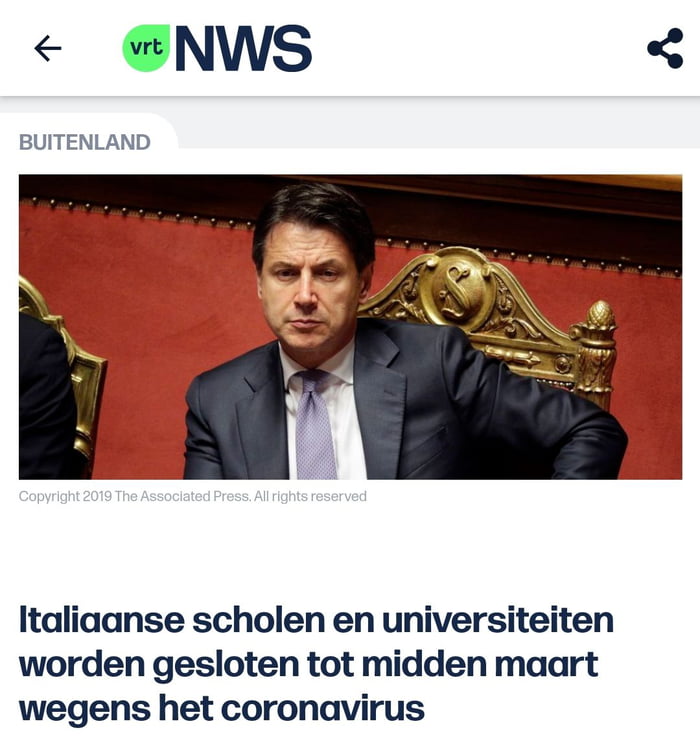 vrt NWS
BUITENLAND
Copyright 2019 The Associated Press. All rights reserved
Italiaanse scholen en universiteiten
worden gesloten tot midden maart
wegens het coronavirus